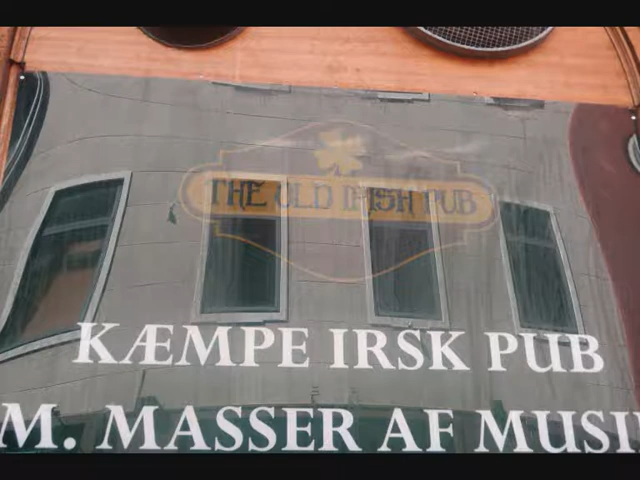 THE OLD IRISH PUB
KÆMPE IRSK PUB
M. MASSER AF MUSI